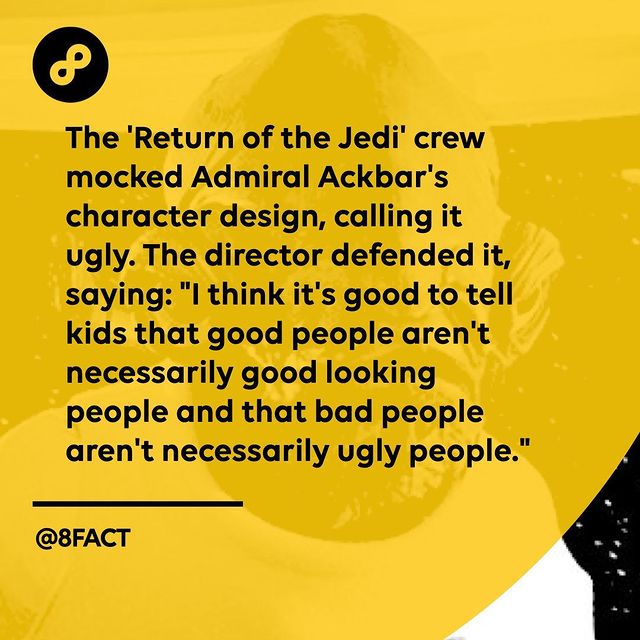 The 'Return of the Jedi' crew
mocked Admiral Ackbar's
character design, calling it
ugly. The director defended it,
saying: "I think it's good to tell
kids that good people aren't
necessarily good looking
people and that bad people
aren't necessarily ugly people."
@8FACT